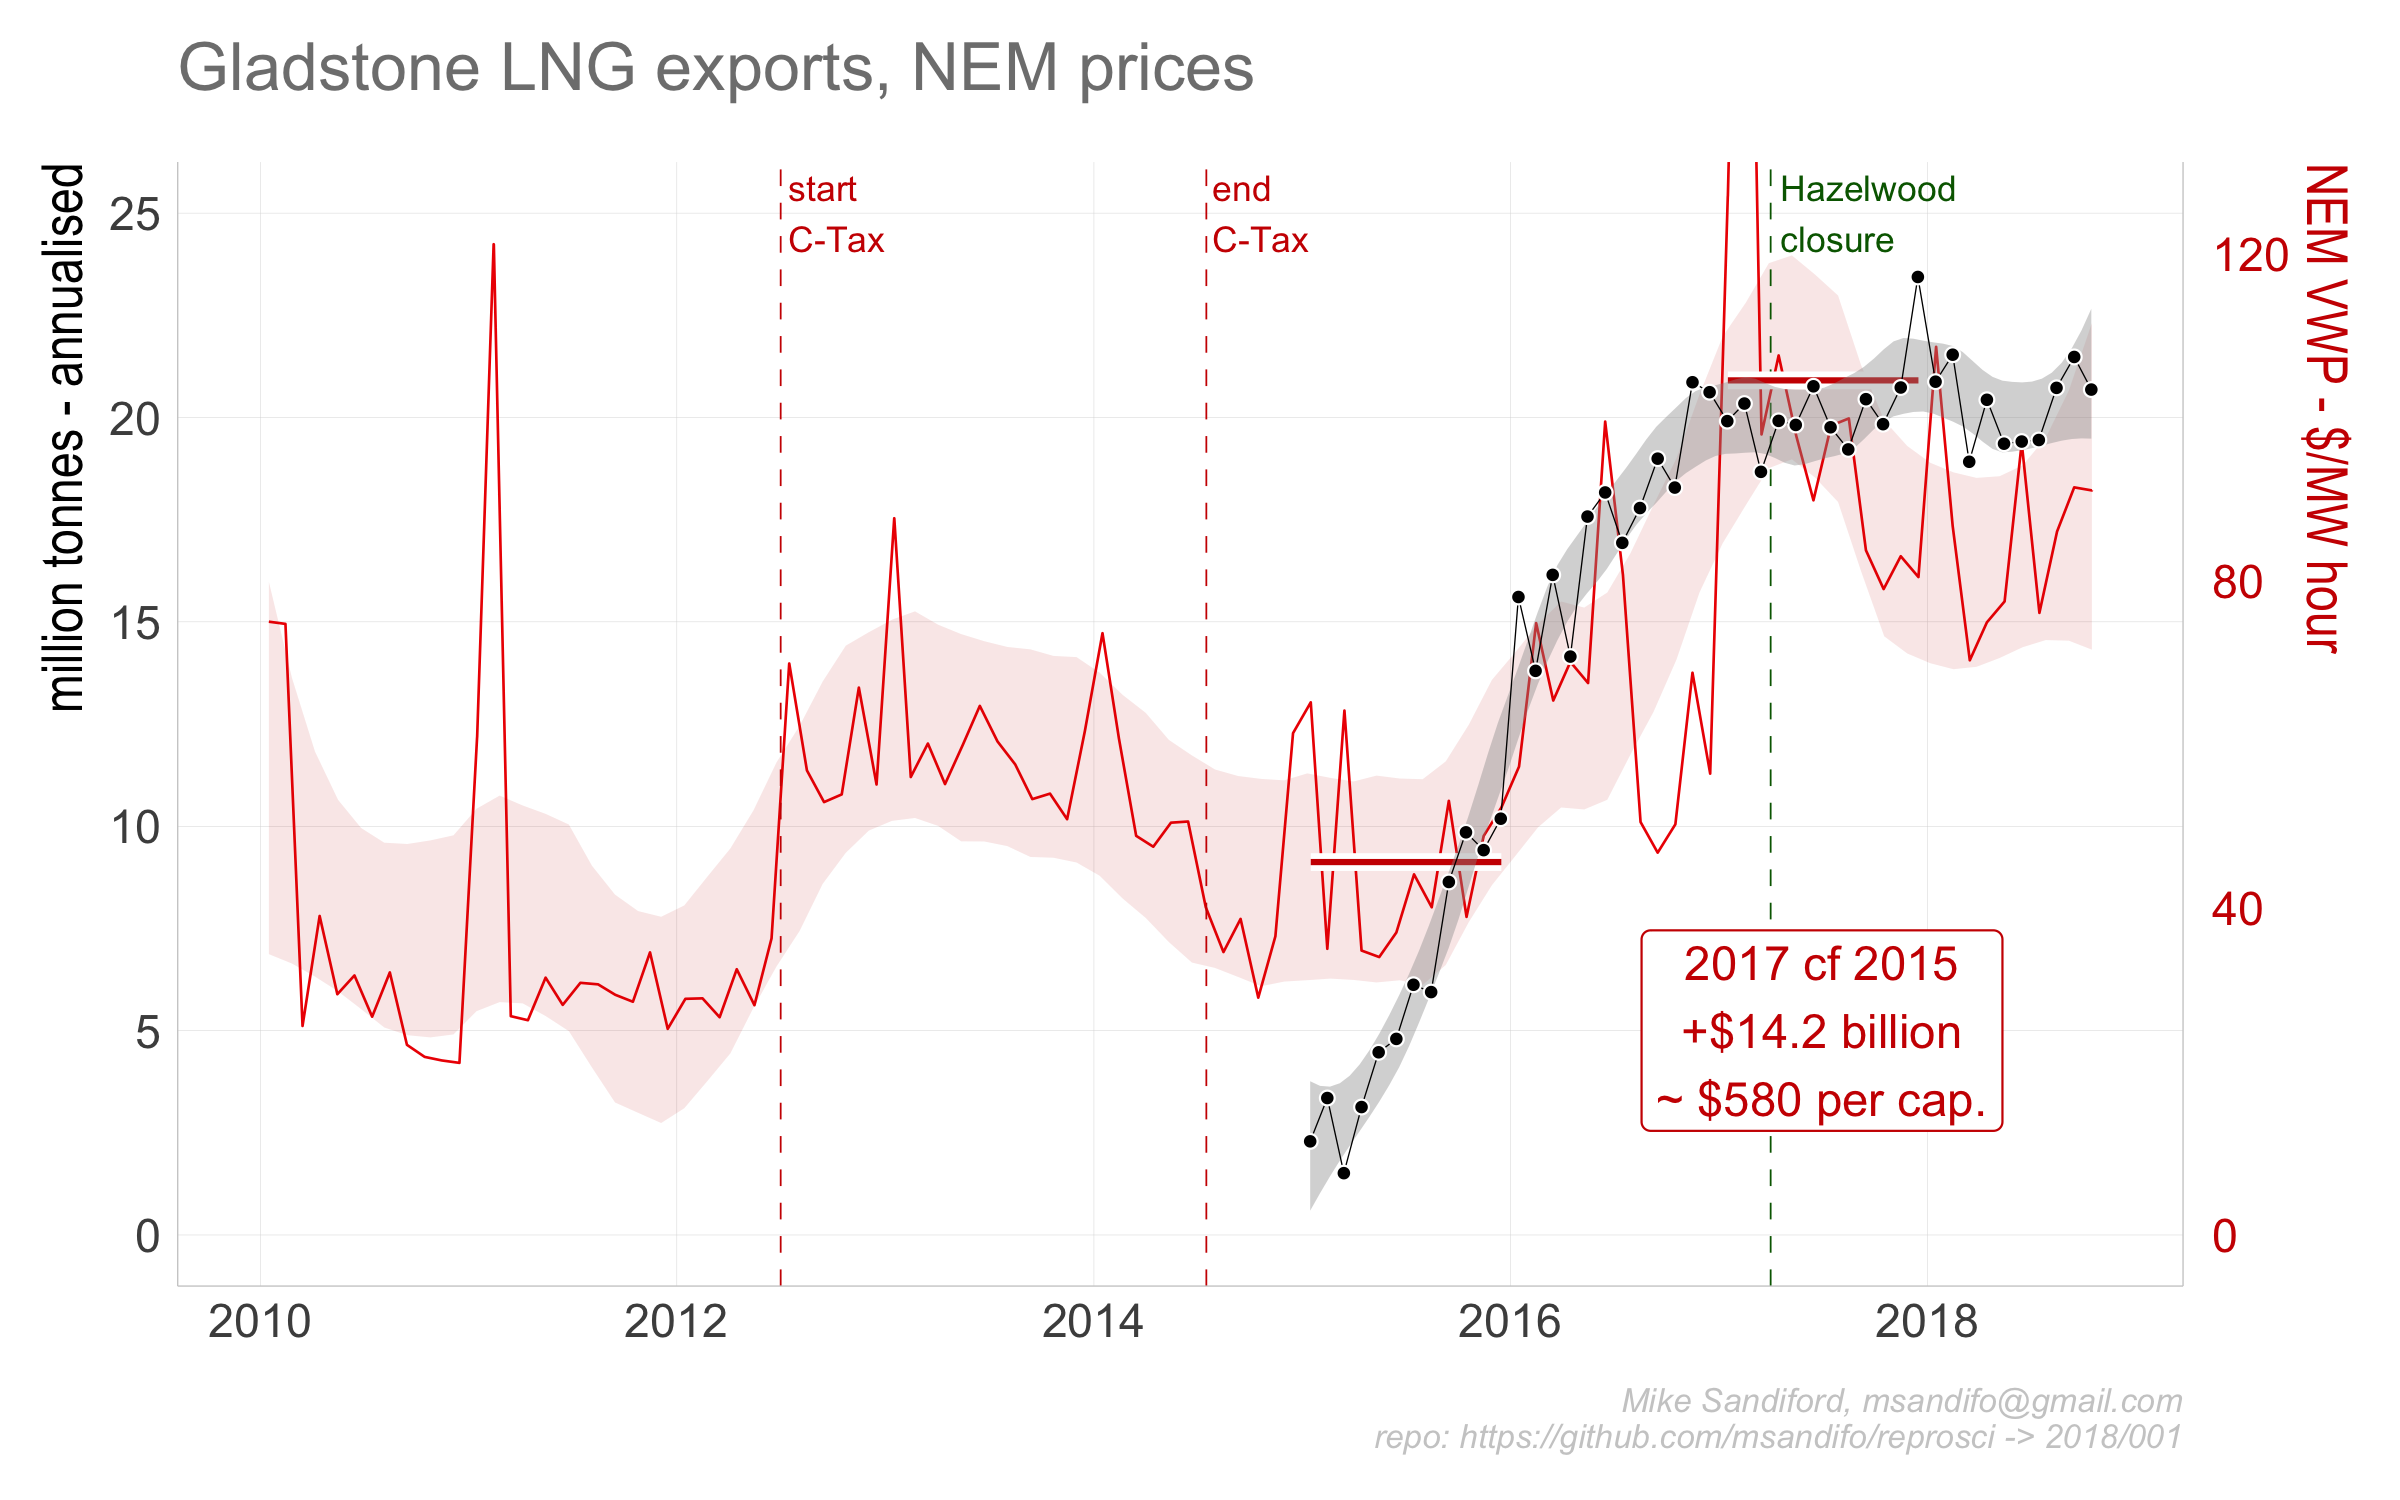 Gladstone LNG exports, NEM prices
million tonnes - annualised
25
20
15
10
5
0
start
C-Tax
end
C-Tax
Hazelwood
closure
2017 cf 2015
+$14.2 billion
~ $580 per cap.
120
80
40
0
NEM VWP - $/MW hour
2010
2012
2014
2016
2018
Mike Sandiford, msandifo@gmail.com
repo: https://github.com/msandifo/reprosci -> 2018/001